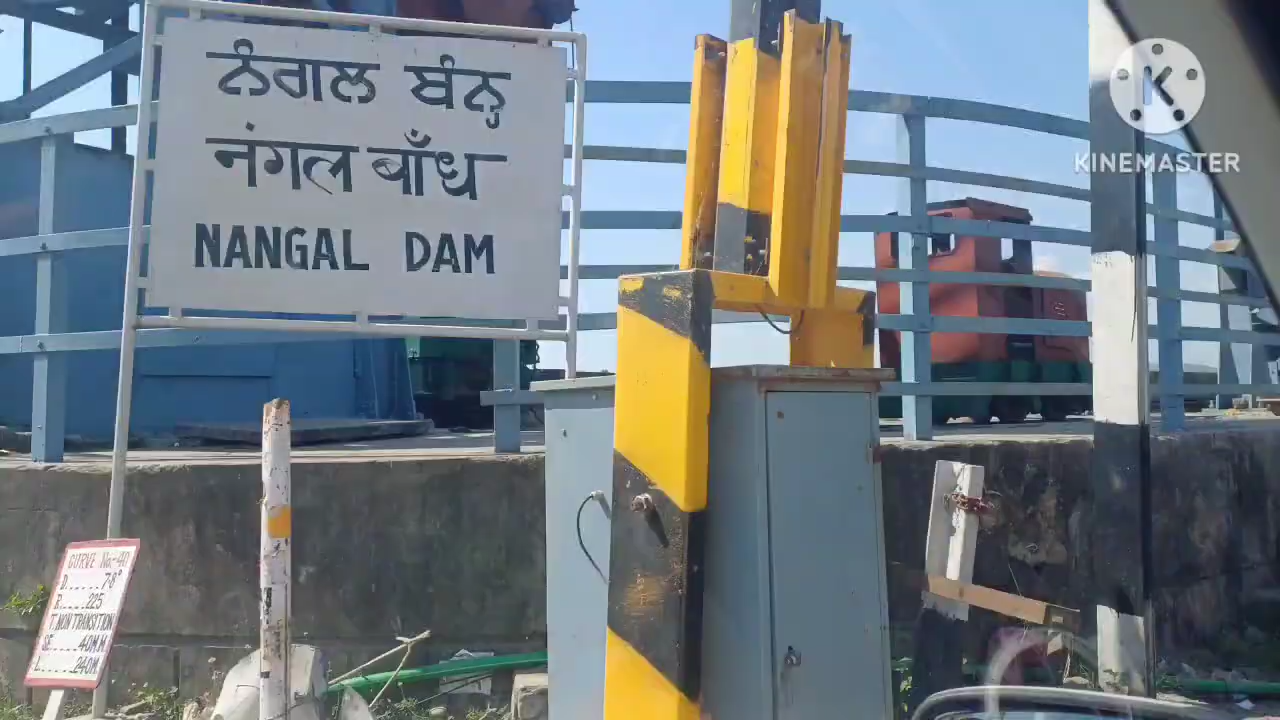 ਨੰਗਲ ਬੰਨ੍ਹ
नंगल बाँध
NANGAL DAM
KINEMASTER
CURVE No:-40
D......7.8°
R......225
T. NON TRANSITION
SE......40MM
L......240M